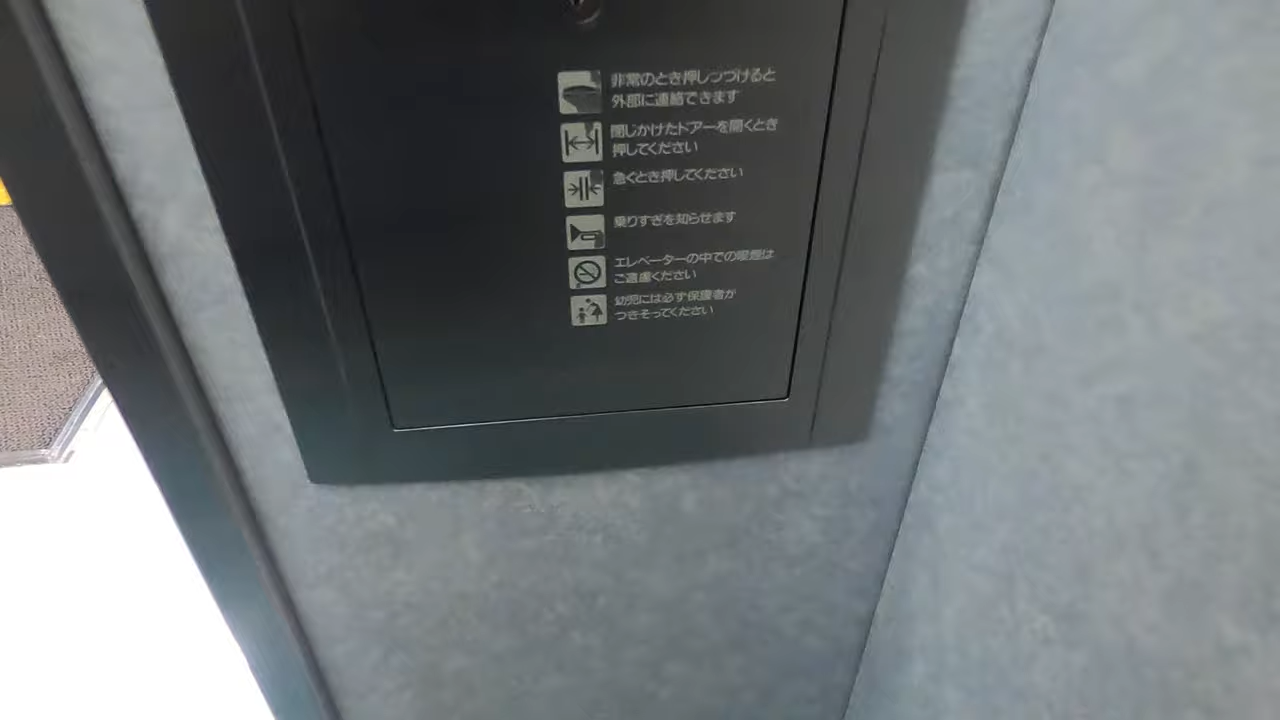 非常のとき押しつづけると
外部に連絡できます
閉じかけたドアーを開くとき
押してください
急ぐとき押してください
乗りすぎを知らせます
エレベーターの中での喫煙は
ご遠慮ください
幼児には必ず保護者が
つきそってください